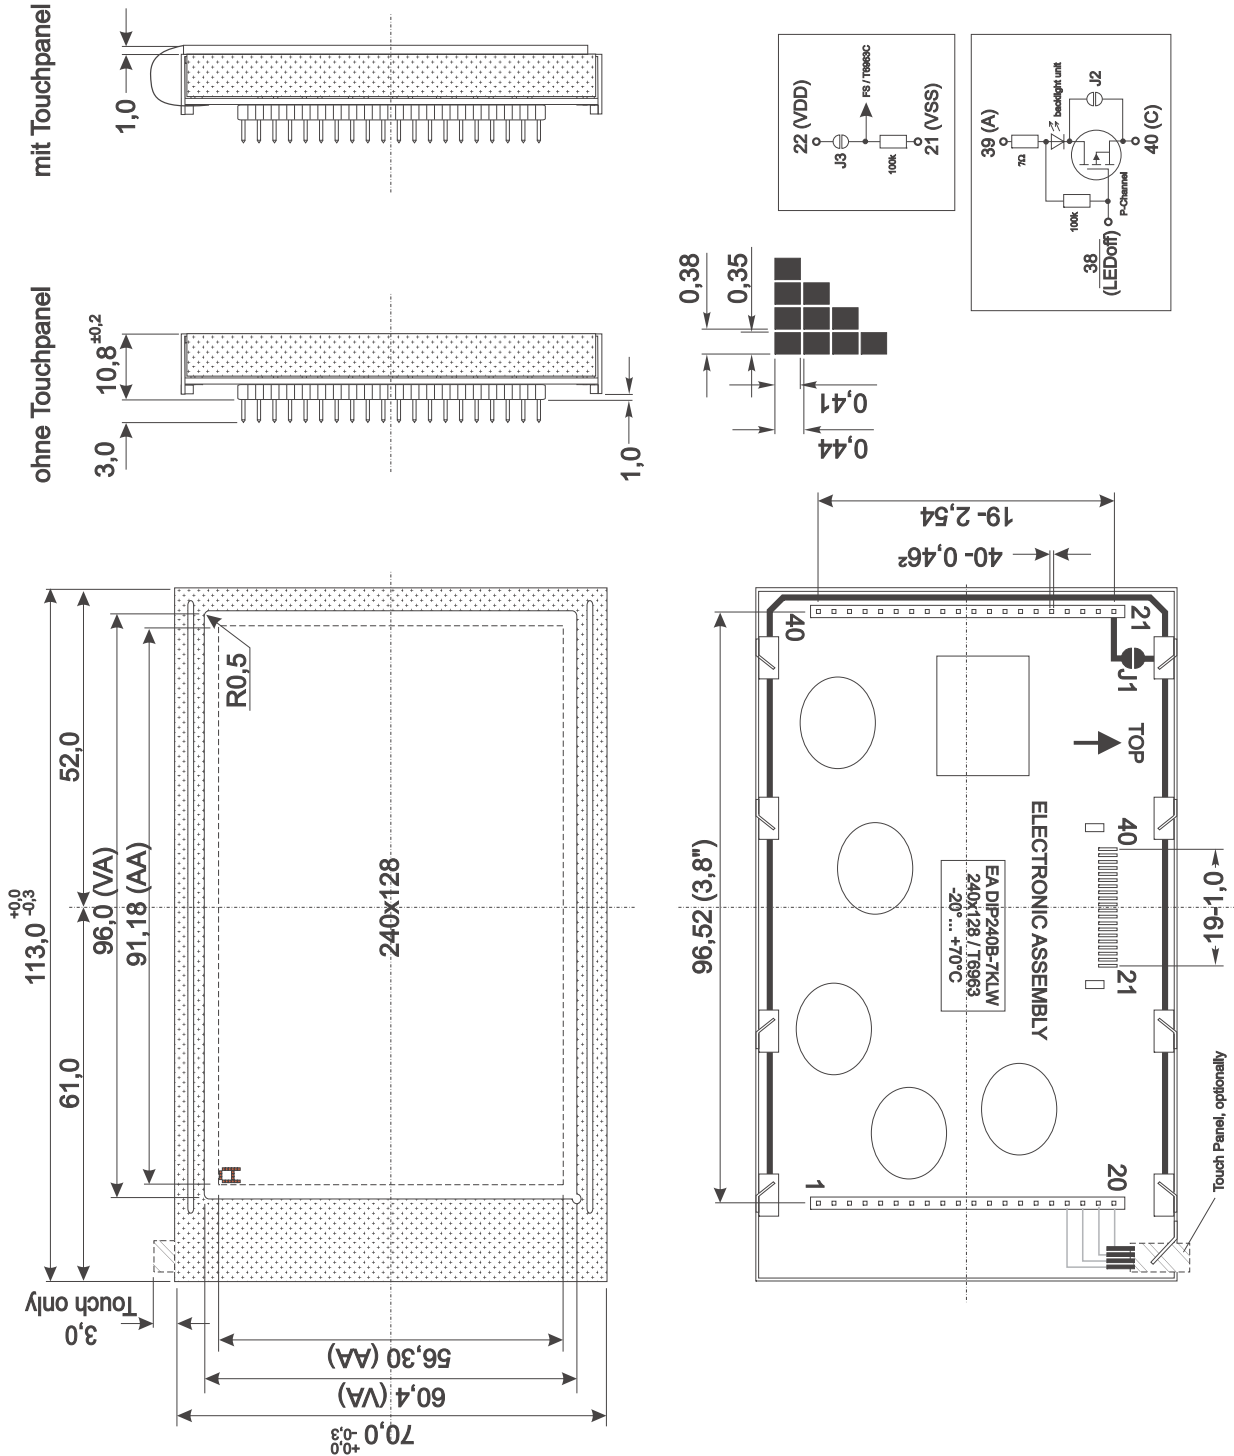 mit Touchpanel
1,0
ohne Touchpanel
10,8 ±0,2
3,0
1,0
22 (VDD)
J3
FS / T6963C
100k
21 (VSS)
39 (A)
7Ω
backlight unit
J2
40 (C)
100k
P-Channel
38
(LEDoff)
0,38
0,35
0,41
0,44
113,0 +0,0 -0,3
52,0
61,0
96,0 (VA)
91,18 (AA)
R0,5
240x128
Touch only
3,0
56,30 (AA)
60,4 (VA)
70,0 +0,0 -0,3
19- 2,54
40- 0,46²
96,52 (3,8")
40
21
J1
TOP
ELECTRONIC ASSEMBLY
EA DIP240B-7KLW
240x128 / T6963
-20° ... +70°C
40
21
19-1,0
1
20
Touch Panel, optionally